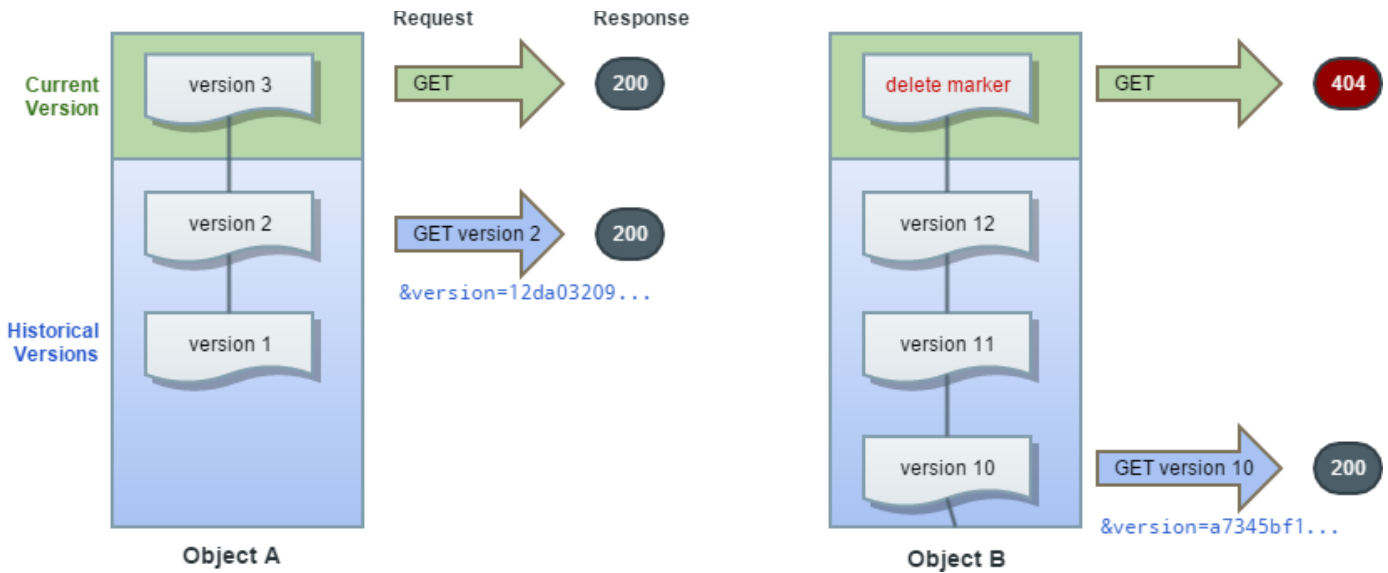 Request
Response
Current
Version
version 3
GET
200
delete marker
GET
404
version 2
GET version 2
200
version 12
&version=12da03209...
Historical
Versions
version 1
version 11
version 10
GET version 10
200
&version=a7345bf1...
Object A
Object B